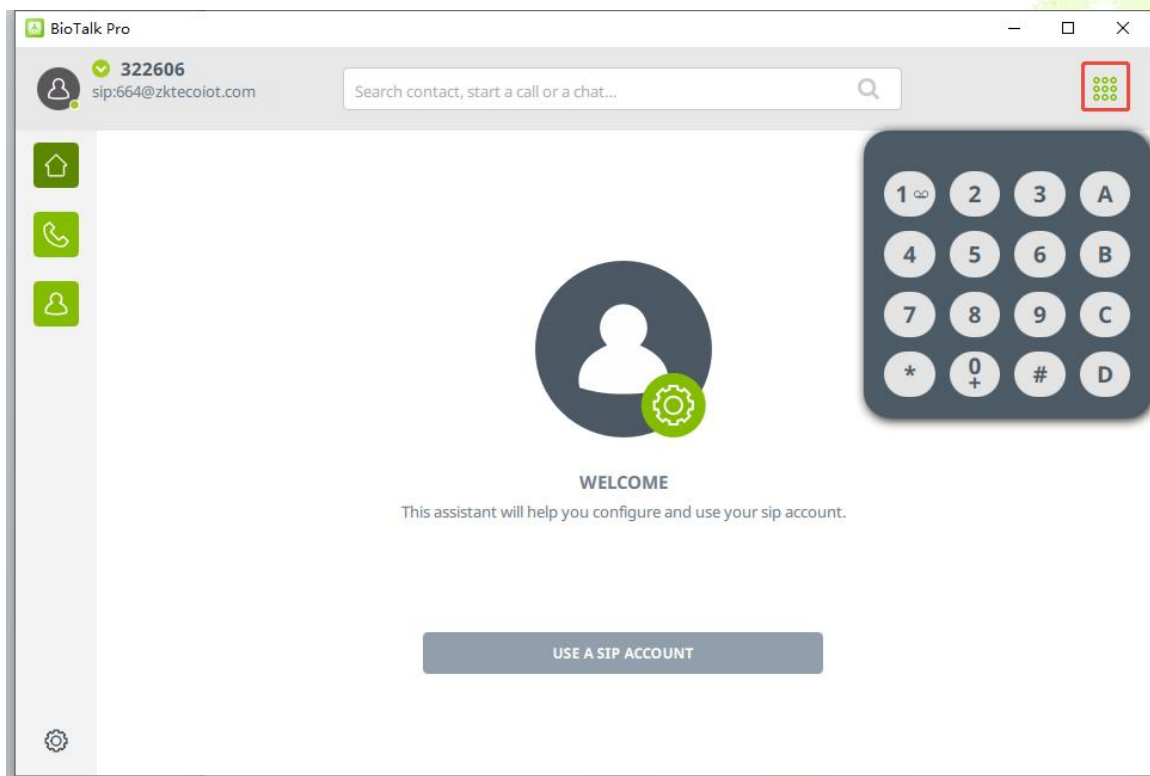 BioTalk Pro
322606
sip:664@zktecoiot.com
Search contact, start a call or a chat...
1 2 3 A
4 5 6 B
7 8 9 C
* 0 # D
+
WELCOME
This assistant will help you configure and use your sip account.
USE A SIP ACCOUNT